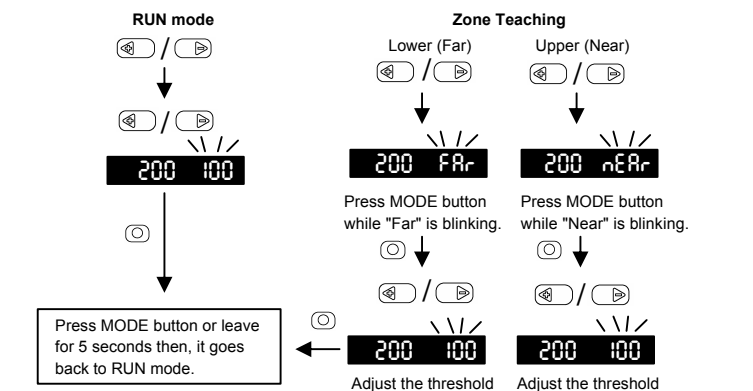 RUN mode
Zone Teaching
Lower (Far)
Upper (Near)
200 100
200 FAr
200 nEAr
Press MODE button
while "Far" is blinking.
Press MODE button
while "Near" is blinking.
Press MODE button or leave
for 5 seconds then, it goes
back to RUN mode.
200 100
200 100
Adjust the threshold
Adjust the threshold